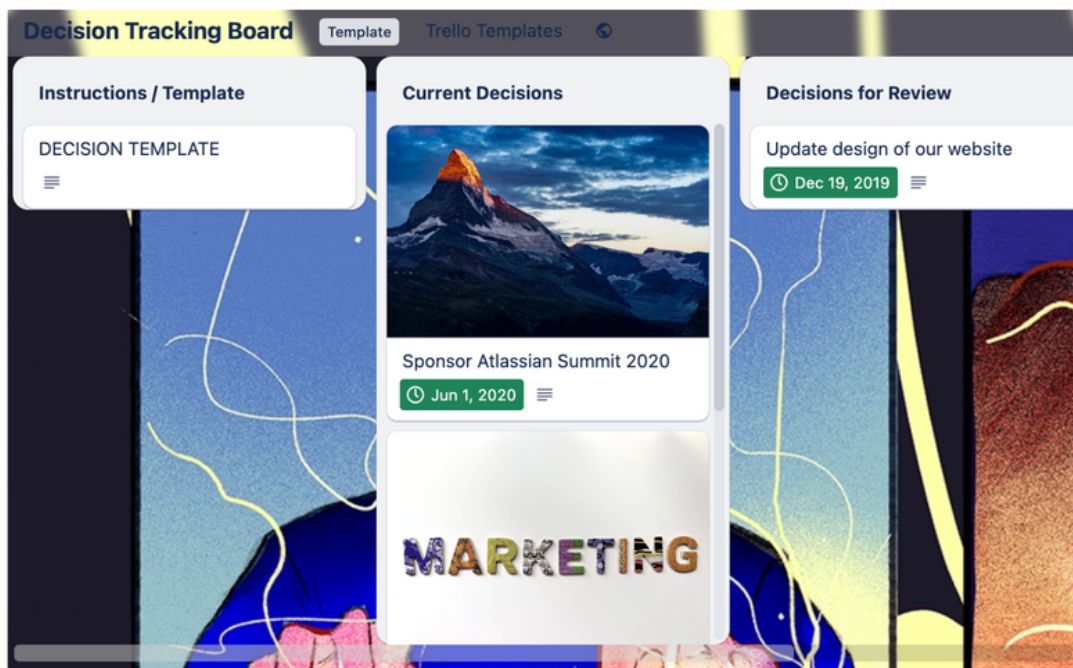 Decision Tracking Board Template Trello Templates
Instructions / Template
DECISION TEMPLATE
Current Decisions
Sponsor Atlassian Summit 2020
Jun 1, 2020
MARKETING
Decisions for Review
Update design of our website
Dec 19, 2019